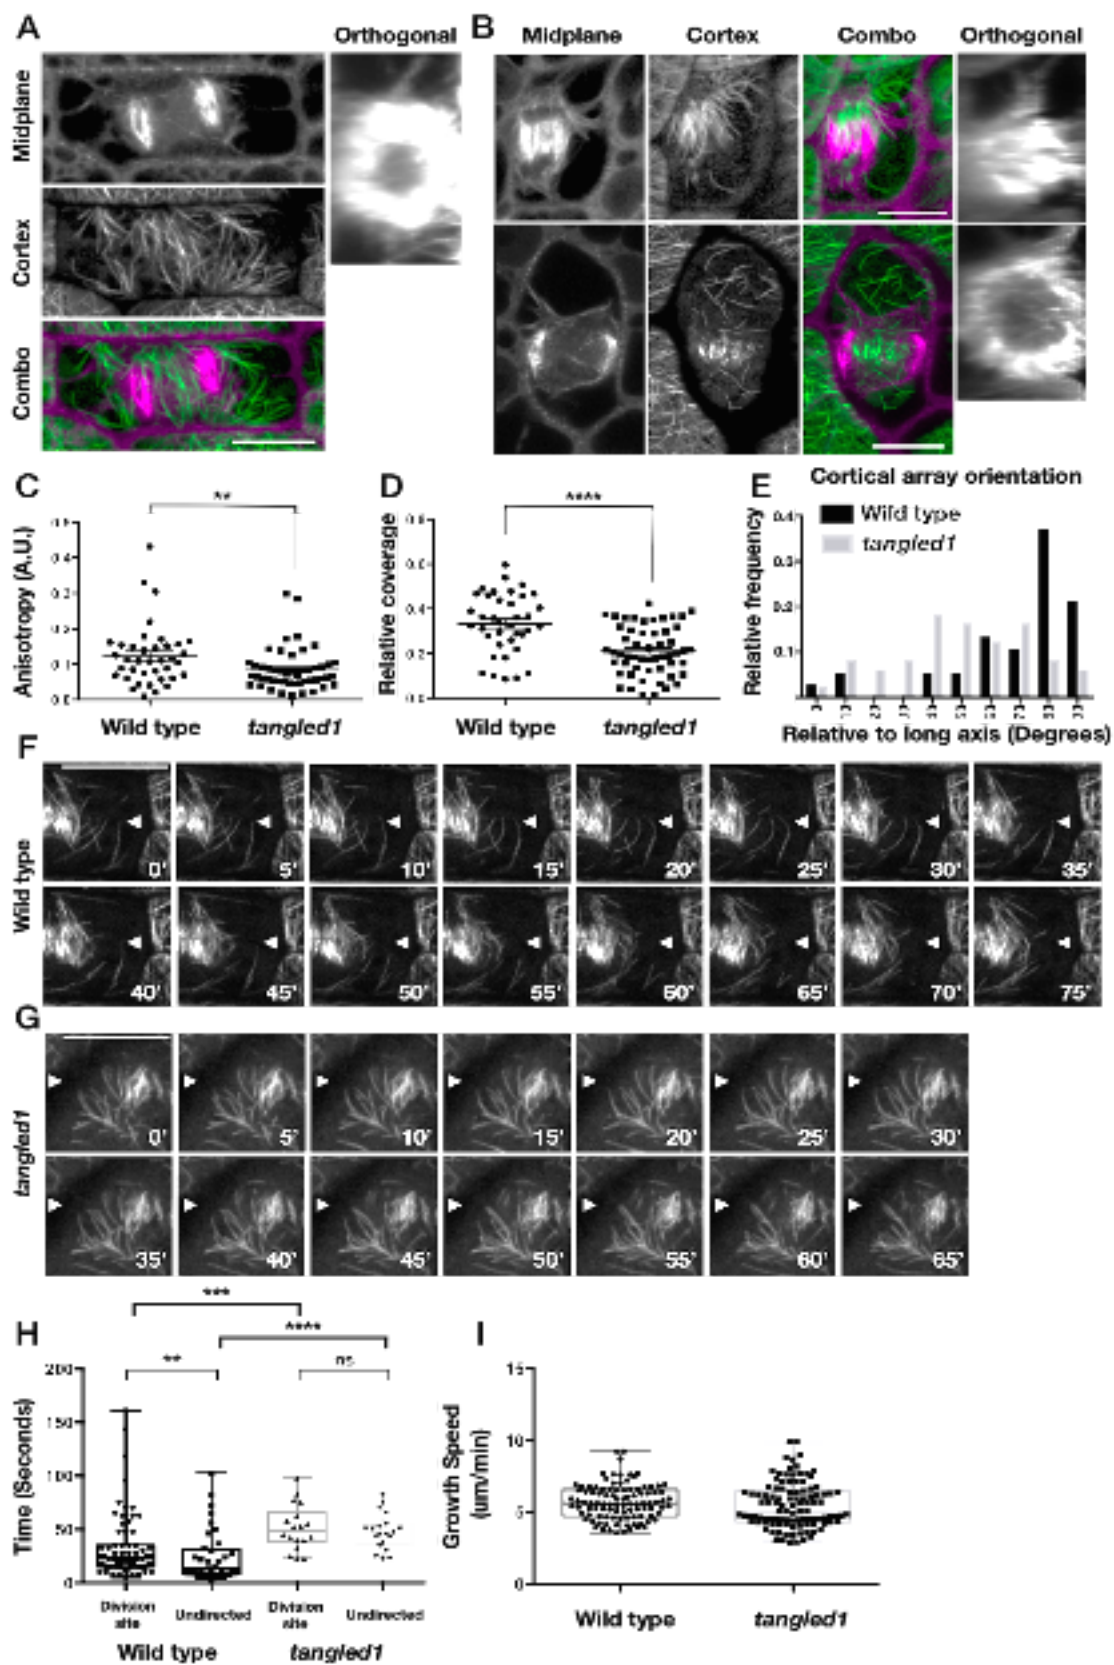 A
Orthogonal
B
Midplane
Cortex
Combo
Orthogonal
Midplane
Cortex
Combo
C
**
Anisotropy (A.U.)
Wild type
tangled1
D
****
Relative coverage
Wild type
tangled1
E
Cortical array orientation
Wild type
tangled1
Relative frequency
Relative to long axis (Degrees)
F
Wild type
0' 5' 10' 15' 20' 25' 30' 35'
40' 45' 50' 55' 60' 65' 70' 75'
G
tangled1
0' 5' 10' 15' 20' 25' 30'
35' 40' 45' 50' 55' 60' 65'
H
***
****
** ns
Time (Seconds)
200
150
100
50
0
Division site
Undirected
Division site
Undirected
Wild type
tangled1
I
Growth Speed
(um/min)
15
10
5
0
Wild type
tangled1